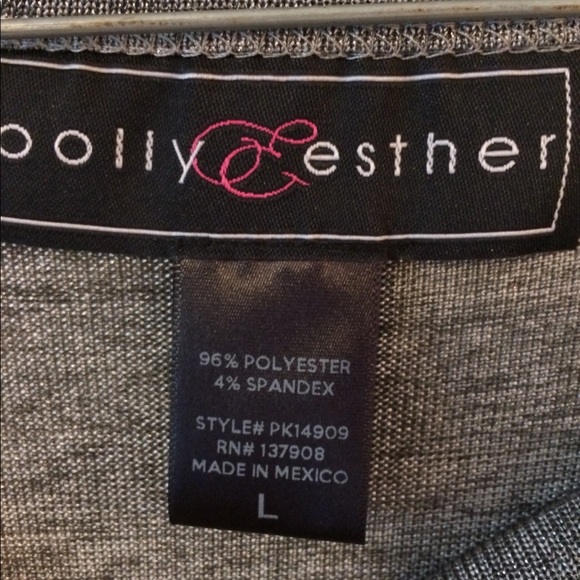 polly & esther
96% POLYESTER
4% SPANDEX
STYLE# PK14909
RN# 137908
MADE IN MEXICO
L